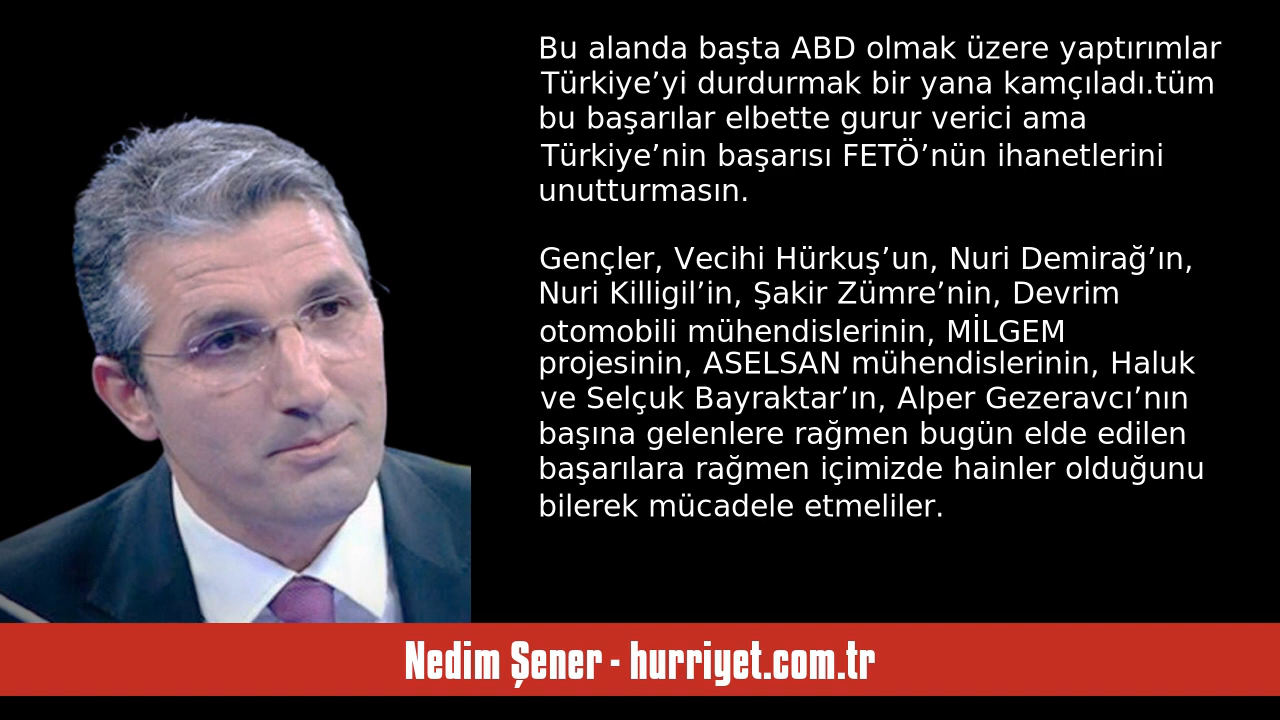 Bu alanda başta ABD olmak üzere yaptırımlar
Türkiye’yi durdurmak bir yana kamçıladı.tüm
bu başarılar elbette gurur verici ama
Türkiye’nin başarısı FETÖ’nün ihanetlerini
unutturmasın.
Gençler, Vecihi Hürkuş’un, Nuri Demirağ’ın,
Nuri Killigil’in, Şakir Zümre’nin, Devrim
otomobili mühendislerinin, MİLGEM
projesinin, ASELSAN mühendislerinin, Haluk
ve Selçuk Bayraktar’ın, Alper Gezeravcı’nın
başına gelenlere rağmen bugün elde edilen
başarılara rağmen içimizde hainler olduğunu
bilerek mücadele etmeliler.
Nedim Şener - hurriyet.com.tr